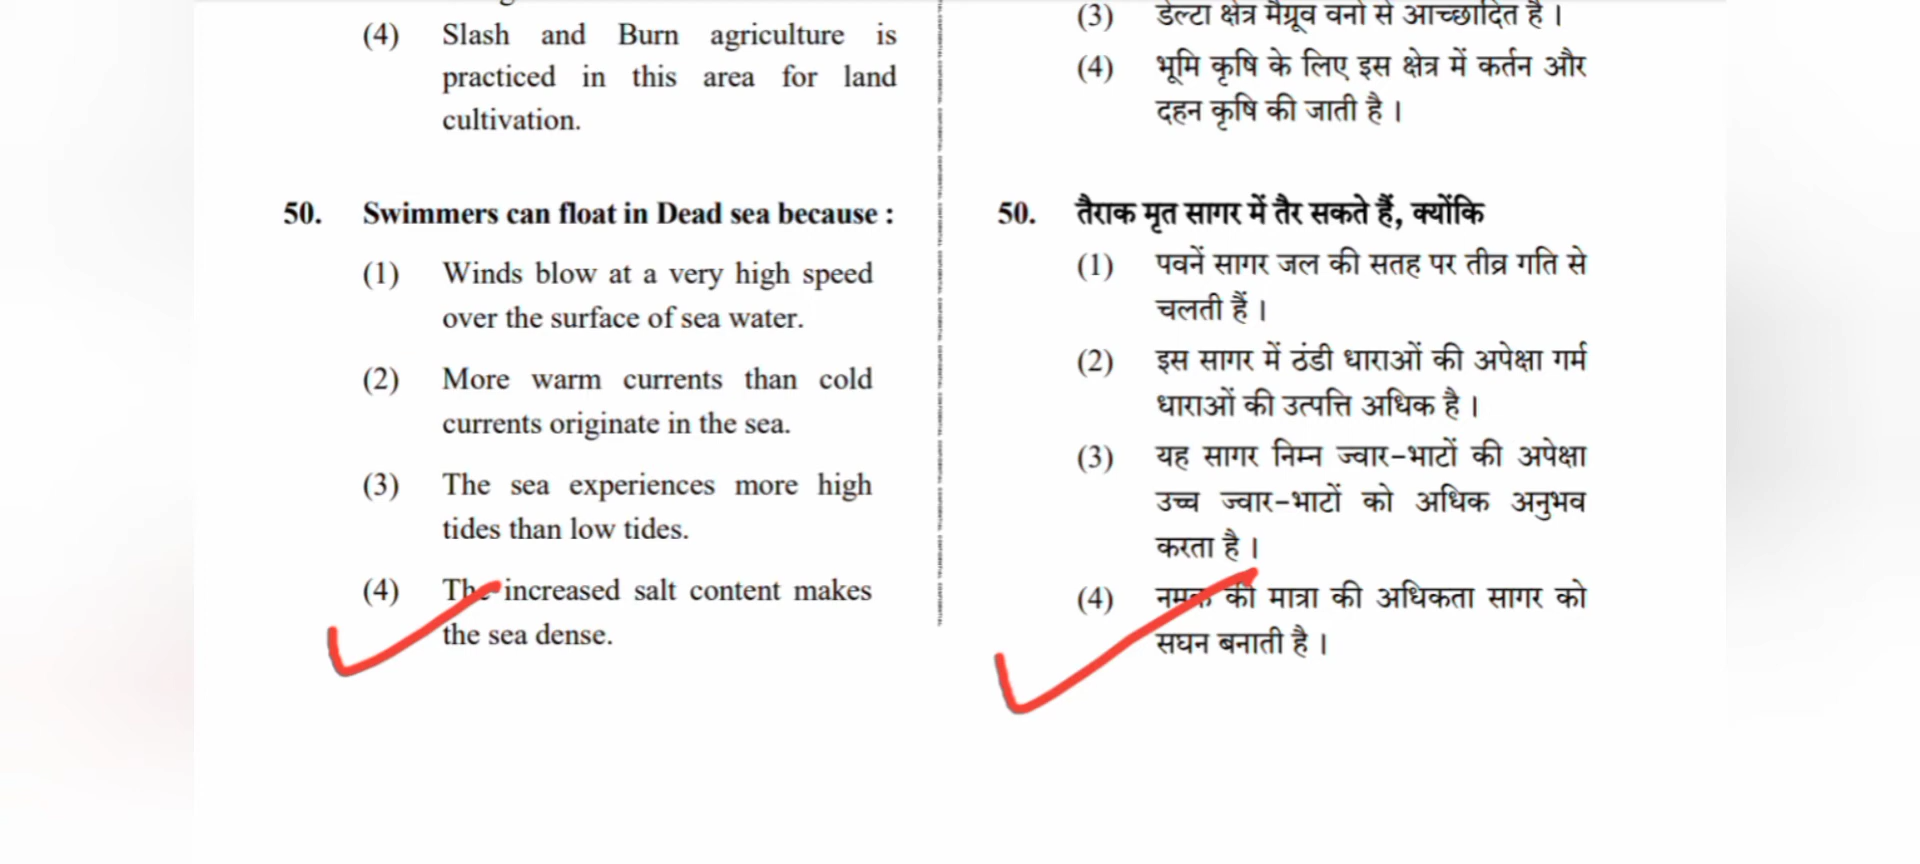 (4) Slash and Burn agriculture is
practiced in this area for land
cultivation.
50. Swimmers can float in Dead sea because :
(1) Winds blow at a very high speed
over the surface of sea water.
(2) More warm currents than cold
currents originate in the sea.
(3) The sea experiences more high
tides than low tides.
(4) The increased salt content makes
the sea dense.
(3) डेल्टा क्षेत्र मैंग्रूव वनों से आच्छादित है ।
(4) भूमि कृषि के लिए इस क्षेत्र में कर्तन और
दहन कृषि की जाती है ।
50. तैराक मृत सागर में तैर सकते हैं, क्योंकि
(1) पवनें सागर जल की सतह पर तीव्र गति से
चलती हैं ।
(2) इस सागर में ठंडी धाराओं की अपेक्षा गर्म
धाराओं की उत्पत्ति अधिक है ।
(3) यह सागर निम्न ज्वार-भाटों की अपेक्षा
उच्च ज्वार-भाटों को अधिक अनुभव
करता है ।
(4) नमक की मात्रा की अधिकता सागर को
सघन बनाती है ।